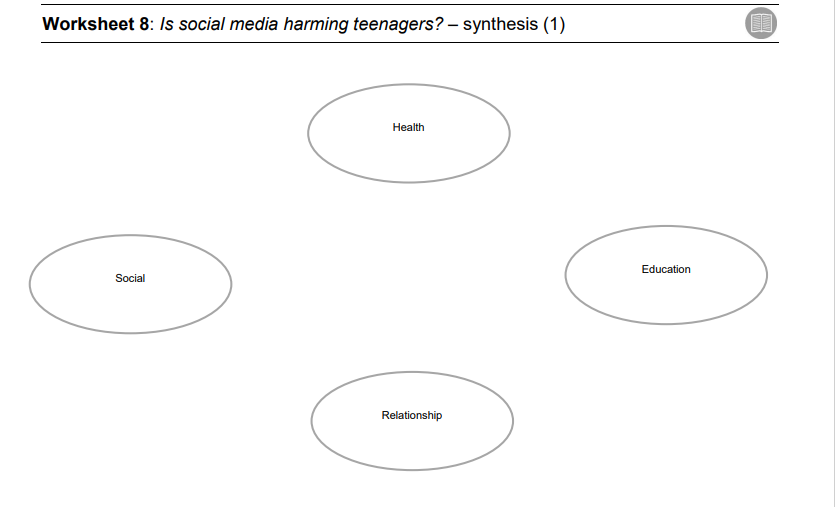 Worksheet 8: Is social media harming teenagers? – synthesis (1)
Health
Social
Education
Relationship